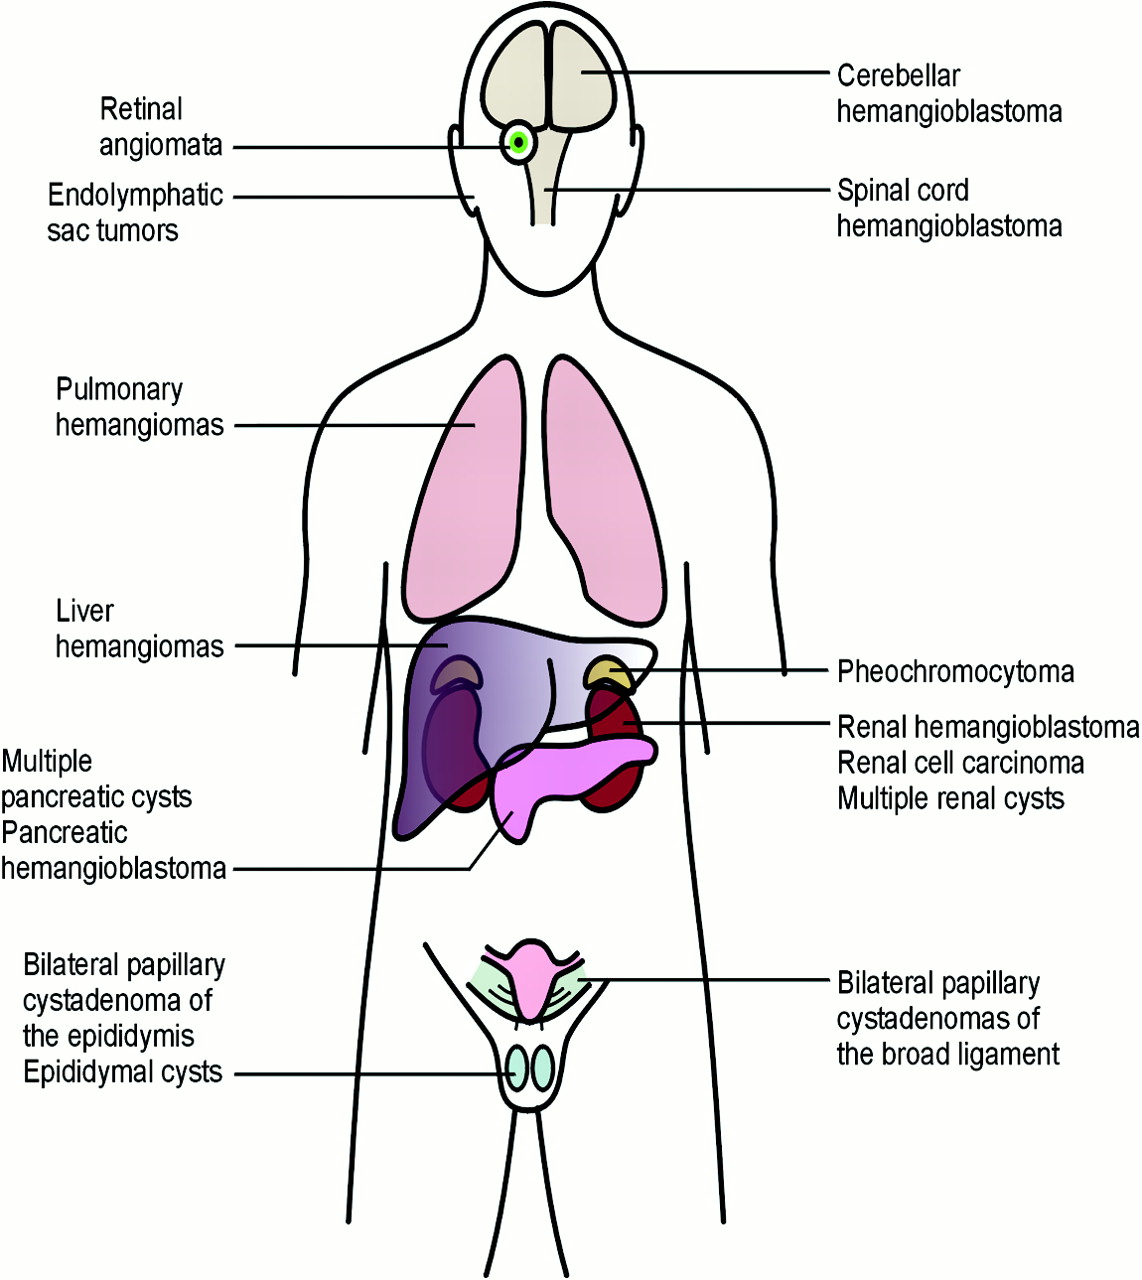 Retinal
angiomata
Endolymphatic
sac tumors
Pulmonary
hemangiomas
Liver
hemangiomas
Multiple
pancreatic cysts
Pancreatic
hemangioblastoma
Bilateral papillary
cystadenoma of
the epididymis
Epididymal cysts
Cerebellar
hemangioblastoma
Spinal cord
hemangioblastoma
Pheochromocytoma
Renal hemangioblastoma
Renal cell carcinoma
Multiple renal cysts
Bilateral papillary
cystadenomas of
the broad ligament